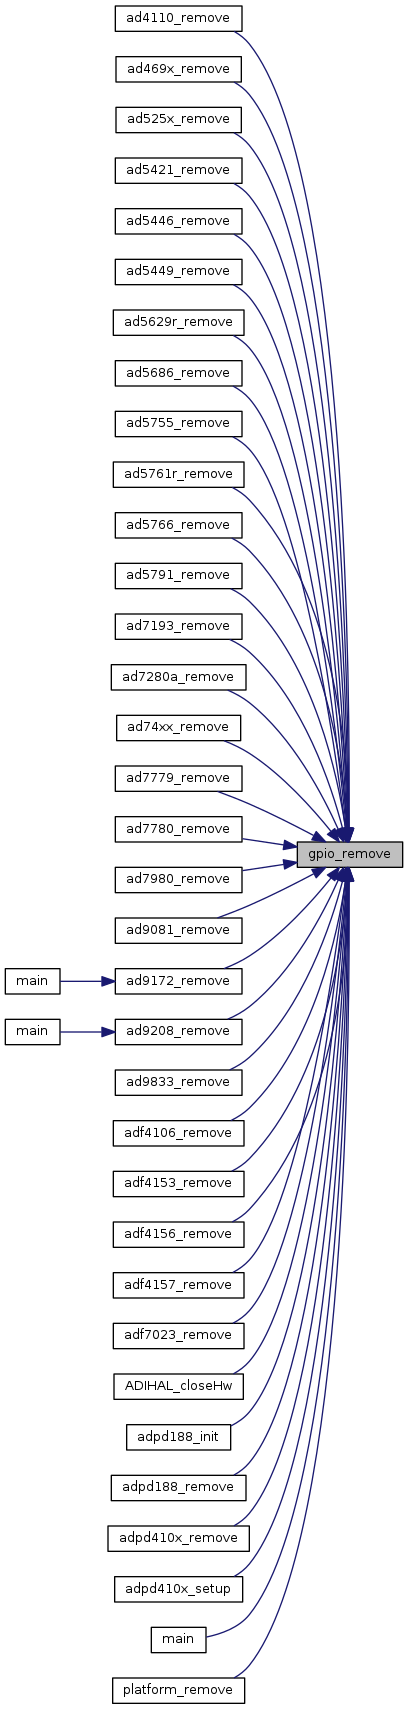 ad4110_remove
ad469x_remove
ad525x_remove
ad5421_remove
ad5446_remove
ad5449_remove
ad5629r_remove
ad5686_remove
ad5755_remove
ad5761r_remove
ad5766_remove
ad5791_remove
ad7193_remove
ad7280a_remove
ad74xx_remove
ad7779_remove
ad7780_remove
gpio_remove
ad7980_remove
ad9081_remove
main
ad9172_remove
main
ad9208_remove
ad9833_remove
adf4106_remove
adf4153_remove
adf4156_remove
adf4157_remove
adf7023_remove
ADIHAL_closeHw
adpd188_init
adpd188_remove
adpd410x_remove
adpd410x_setup
main
platform_remove